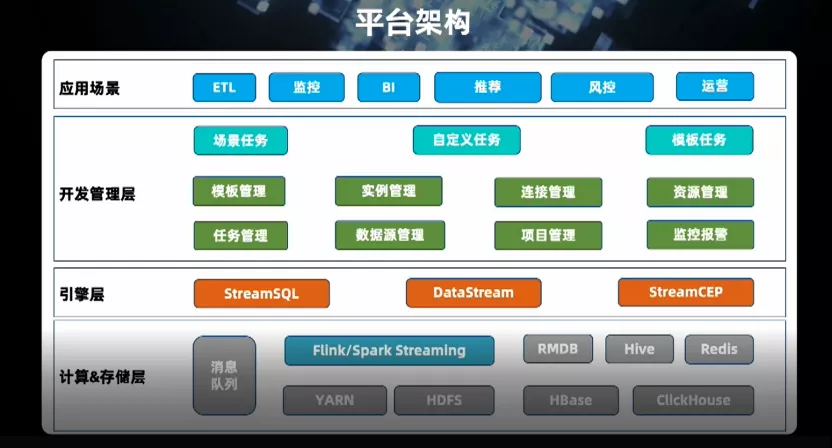 平台架构
应用场景
ETL
监控
BI
推荐
风控
运营
开发管理层
场景任务
自定义任务
模板任务
模板管理
实例管理
连接管理
资源管理
任务管理
数据源管理
项目管理
监控报警
引擎层
StreamSQL
DataStream
StreamCEP
计算&存储层
消息
队列
Flink/Spark Streaming
RMDB
Hive
Redis
YARN
HDFS
HBase
ClickHouse